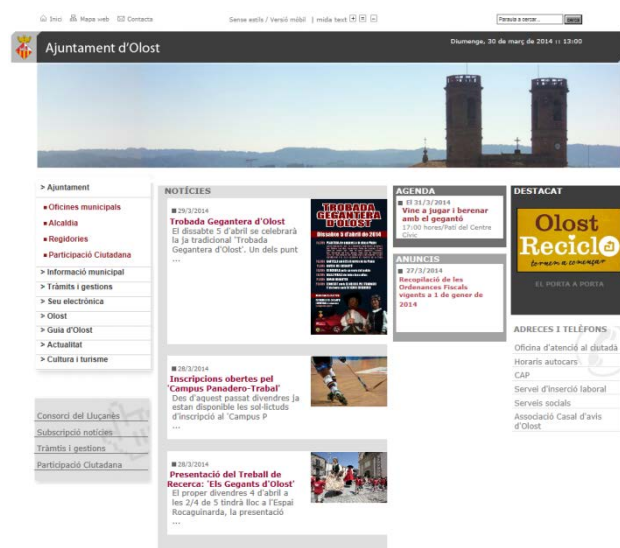 Inici Mapa web Contacta
Sense estils / Versió mòbil | mida text + = -
Paraula a cercar... cerca
Ajuntament d'Olost
Diumenge, 30 de març de 2014 :: 13:00
> Ajuntament
Oficines municipals
Alcaldia
Regidories
Participació Ciutadana
> Informació municipal
> Tràmits i gestions
> Seu electrónica
> Olost
> Guia d'Olost
> Actualitat
> Cultura i turisme
Consorci del Lluçanès
Subscripció notícies
Tràmtis i gestions
Participació Ciutadana
NOTÍCIES
29/3/2014
Trobada Gegantera d'Olost
El dissabte 5 d'abril se celebrarà
la ja tradicional 'Trobada
Gegantera d'Olost'. Un dels punt
...
TROBADA
GEGANTERA
D'OLOST
Dissabte 5 d'abril de 2014
28/3/2014
Inscripcions obertes pel
'Campus Panadero-Trabal'
Des d'aquest passat divendres ja
estan disponible les sol·lictuds
d'inscripció al 'Campus P
...
28/3/2014
Presentació del Treball de
Recerca: 'Els Gegants d'Olost'
El proper divendres 4 d'abril a
les 2/4 de 5 tindrà lloc a l'Espai
Rocaguinarda, la presentació
...
AGENDA
El 31/3/2014
Vine a jugar i berenar
amb el gegantó
17:00 hores/Pati del Centre
Cívic
ANUNCIS
27/3/2014
Recopilació de les
Ordenances Fiscals
vigents a 1 de gener de
2014
DESTACAT
Olost
Recicla
tornem a començar
EL PORTA A PORTA
ADRECES I TELÈFONS
Oficina d'atenció al ciutadà
Horaris autocars
CAP
Servei d'inserció laboral
Serveis socials
Associació Casal d'avis
d'Olost